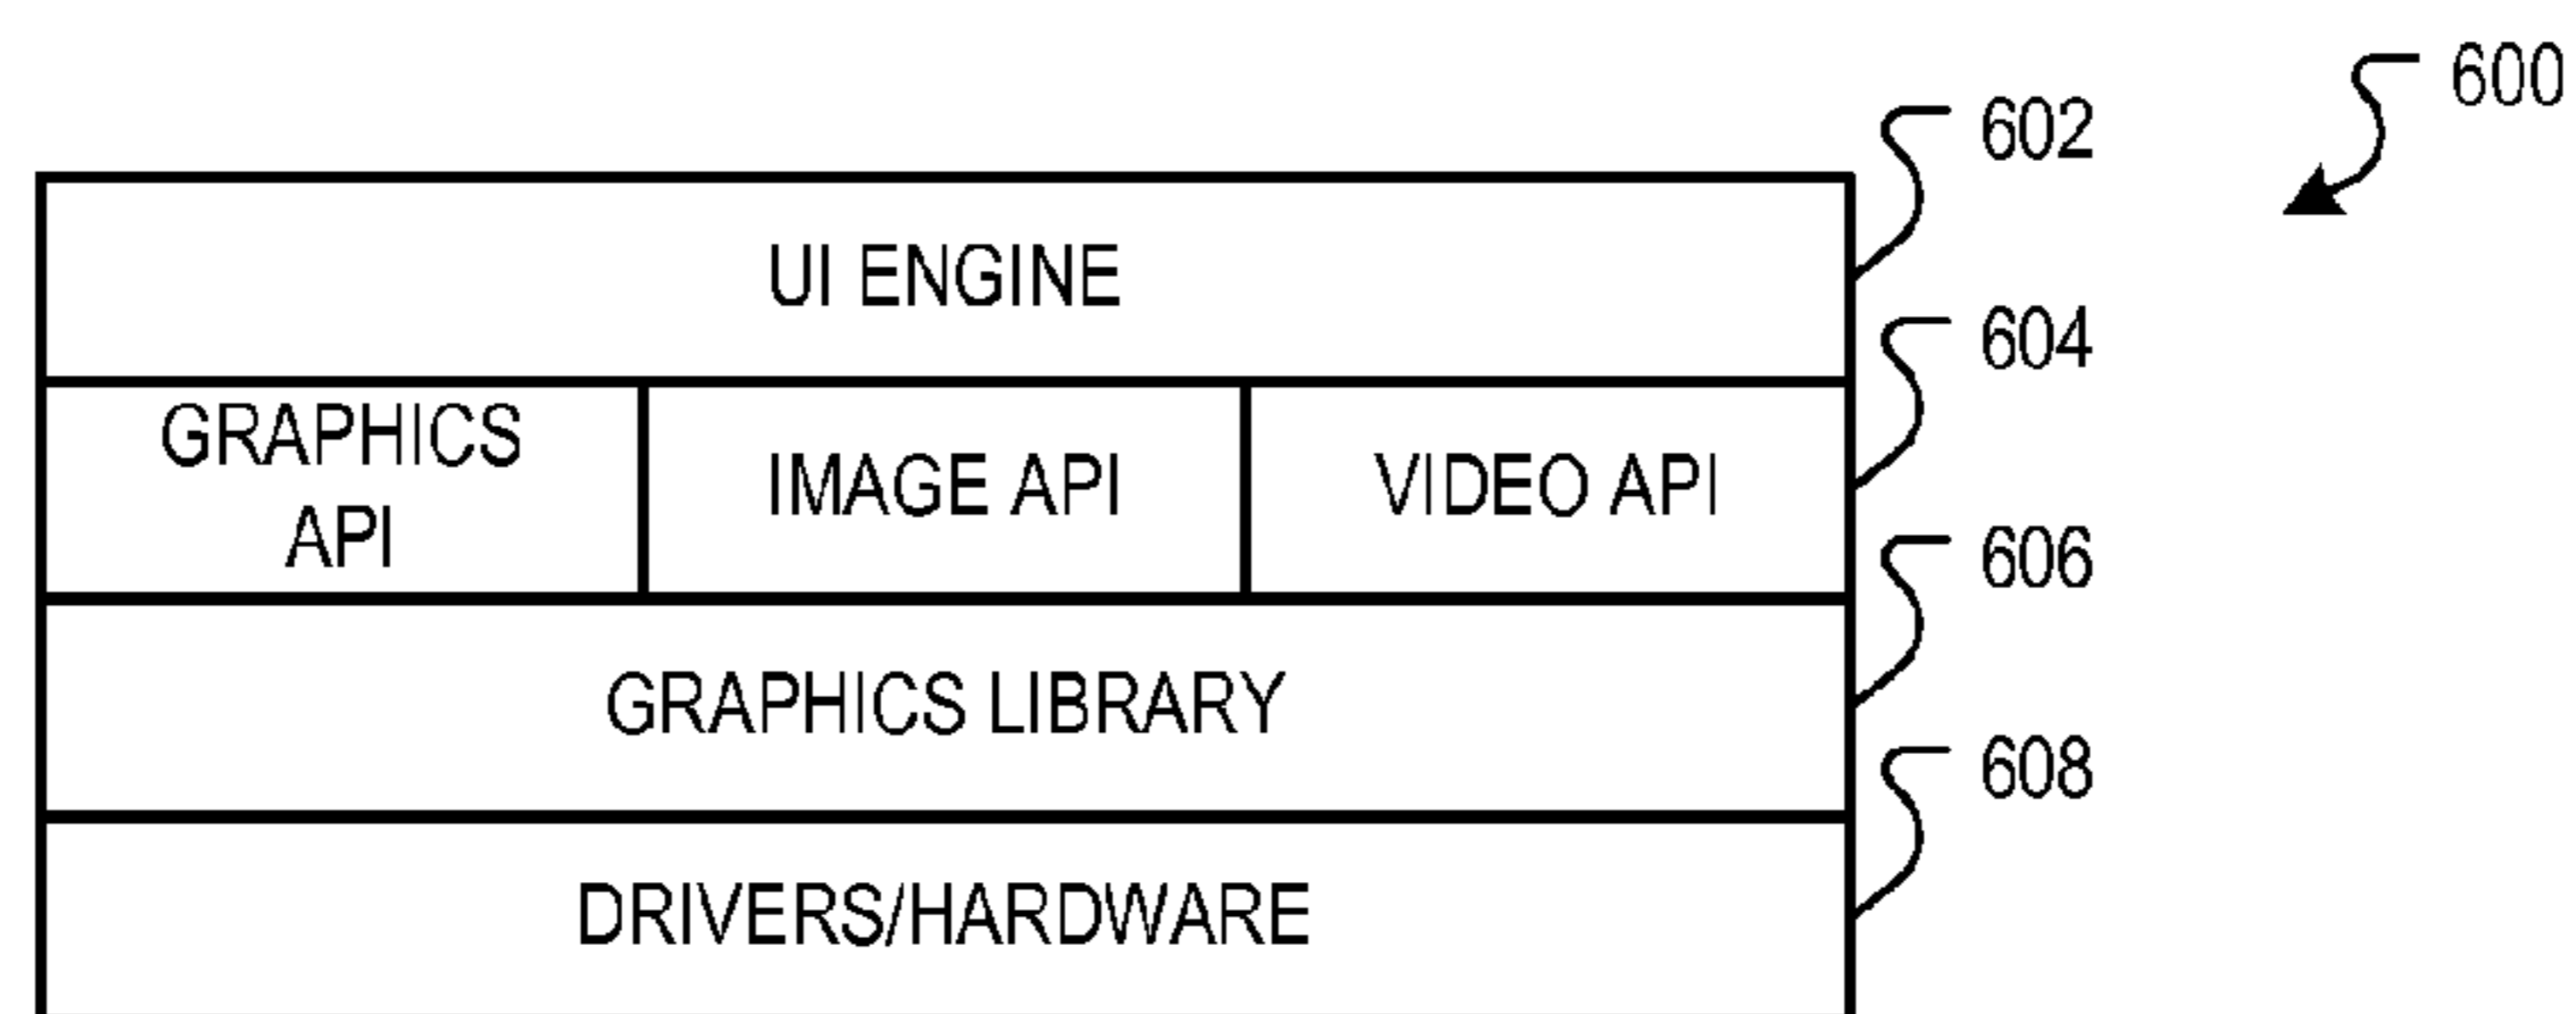 600
602
UI ENGINE
604
GRAPHICS
API
IMAGE API
VIDEO API
606
GRAPHICS LIBRARY
608
DRIVERS/HARDWARE